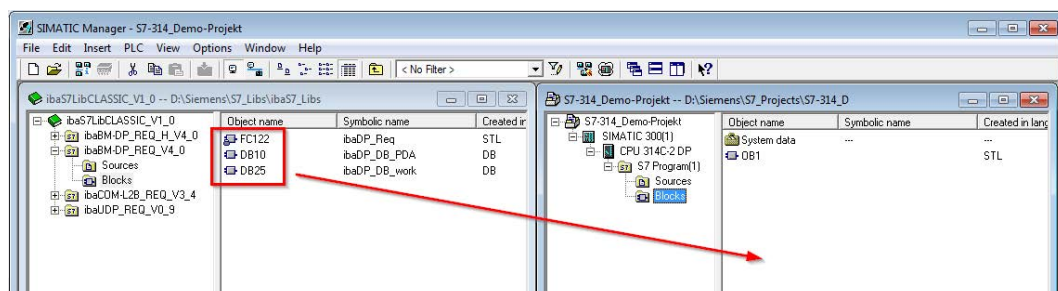 SIMATIC Manager - S7-314_Demo-Projekt
File Edit Insert PLC View Options Window Help
< No Filter >
ibaS7LibCLASSIC_V1_0 -- D:\Siemens\S7_Libs\ibaS7_Libs
ibaS7LibCLASSIC_V1_0
ibaBM-DP_REQ_H_V4_0
ibaBM-DP_REQ_V4_0
Sources
Blocks
ibaCOM-L2B_REQ_V3_4
ibaUDP_REQ_V0_9
Object name Symbolic name Created in
FC122 ibaDP_Req STL
DB10 ibaDP_DB_PDA DB
DB25 ibaDP_DB_work DB
S7-314_Demo-Projekt -- D:\Siemens\S7_Projects\S7-314_D
S7-314_Demo-Projekt
SIMATIC 300(1)
CPU 314C-2 DP
S7 Program(1)
Sources
Blocks
Object name Symbolic name Created in lang
System data --- ---
OB1 STL